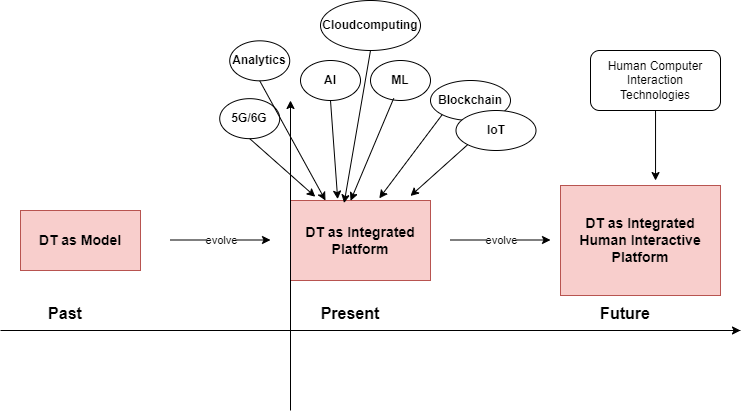 Cloudcomputing
Analytics
AI
ML
Blockchain
5G/6G
IoT
Human Computer
Interaction
Technologies
DT as Model
evolve
DT as Integrated
Platform
evolve
DT as Integrated
Human Interactive
Platform
Past
Present
Future